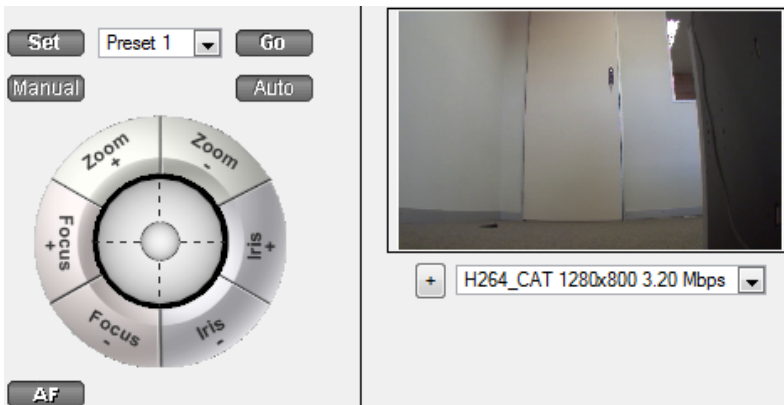 Set
Preset 1
Go
Manual
Auto
Zoom +
Zoom -
Focus +
Iris +
Focus -
Iris -
AF
+
H264_CAT 1280x800 3.20 Mbps